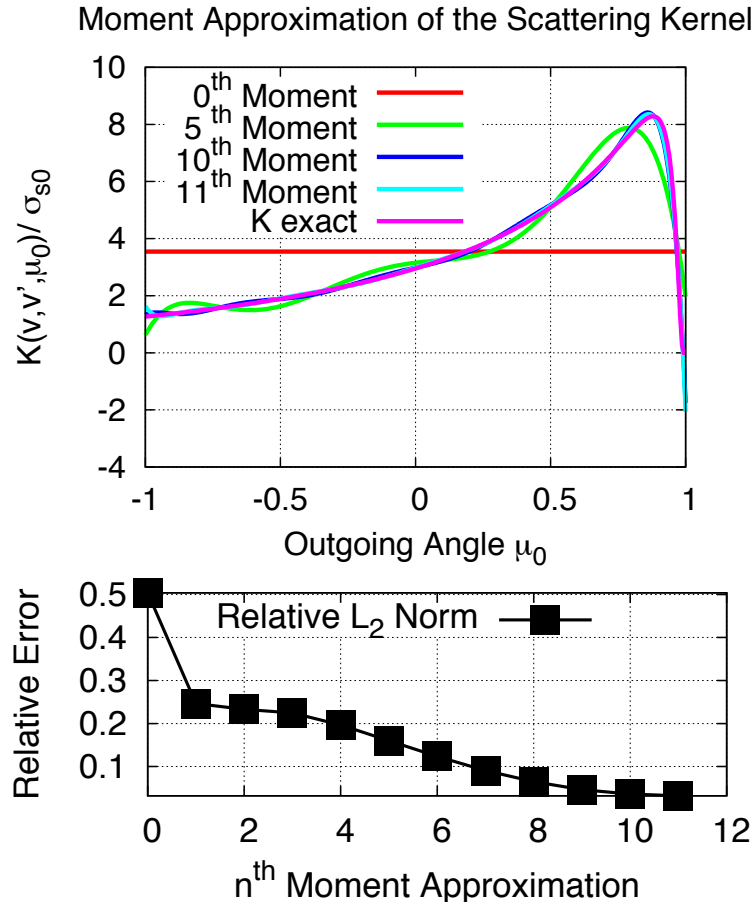 Moment Approximation of the Scattering Kernel
K(v,v',μ₀)/ σₛ₀
10
8
6
4
2
0
-2
-4
0ᵗʰ Moment
5ᵗʰ Moment
10ᵗʰ Moment
11ᵗʰ Moment
K exact
-1 -0.5 0 0.5 1
Outgoing Angle μ₀
Relative Error
0.5
0.4
0.3
0.2
0.1
Relative L₂ Norm
0 2 4 6 8 10 12
nᵗʰ Moment Approximation